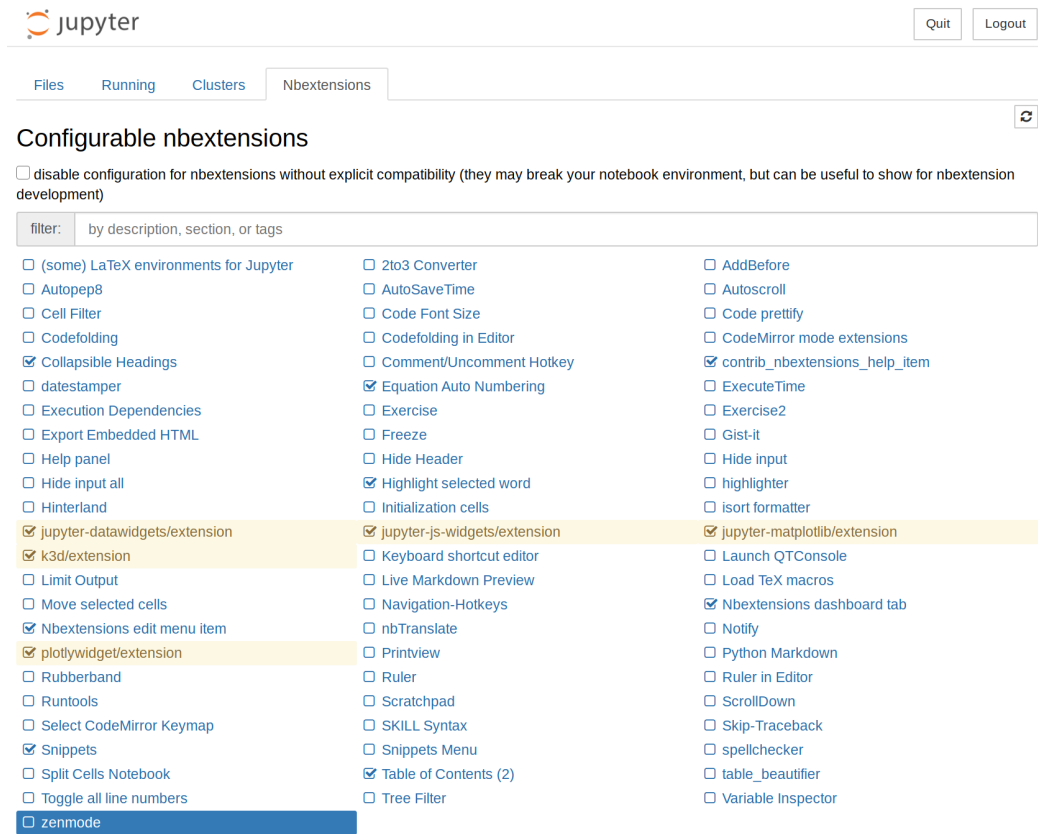 jupyter
Quit Logout
Files Running Clusters Nbextensions
Configurable nbextensions
disable configuration for nbextensions without explicit compatibility (they may break your notebook environment, but can be useful to show for nbextension
development)
filter: by description, section, or tags
(some) LaTeX environments for Jupyter 2to3 Converter AddBefore
Autopep8 AutoSaveTime Autoscroll
Cell Filter Code Font Size Code prettify
Codefolding Codefolding in Editor CodeMirror mode extensions
Collapsible Headings Comment/Uncomment Hotkey contrib_nbextensions_help_item
datestamper Equation Auto Numbering ExecuteTime
Execution Dependencies Exercise Exercise2
Export Embedded HTML Freeze Gist-it
Help panel Hide Header Hide input
Hide input all Highlight selected word highlighter
Hinterland Initialization cells isort formatter
jupyter-datawidgets/extension jupyter-js-widgets/extension jupyter-matplotlib/extension
k3d/extension Keyboard shortcut editor Launch QTConsole
Limit Output Live Markdown Preview Load TeX macros
Move selected cells Navigation-Hotkeys Nbextensions dashboard tab
Nbextensions edit menu item nbTranslate Notify
plotlywidget/extension Printview Python Markdown
Rubberband Ruler Ruler in Editor
Runtools Scratchpad ScrollDown
Select CodeMirror Keymap SKILL Syntax Skip-Traceback
Snippets Snippets Menu spellchecker
Split Cells Notebook Table of Contents (2) table_beautifier
Toggle all line numbers Tree Filter Variable Inspector
zenmode